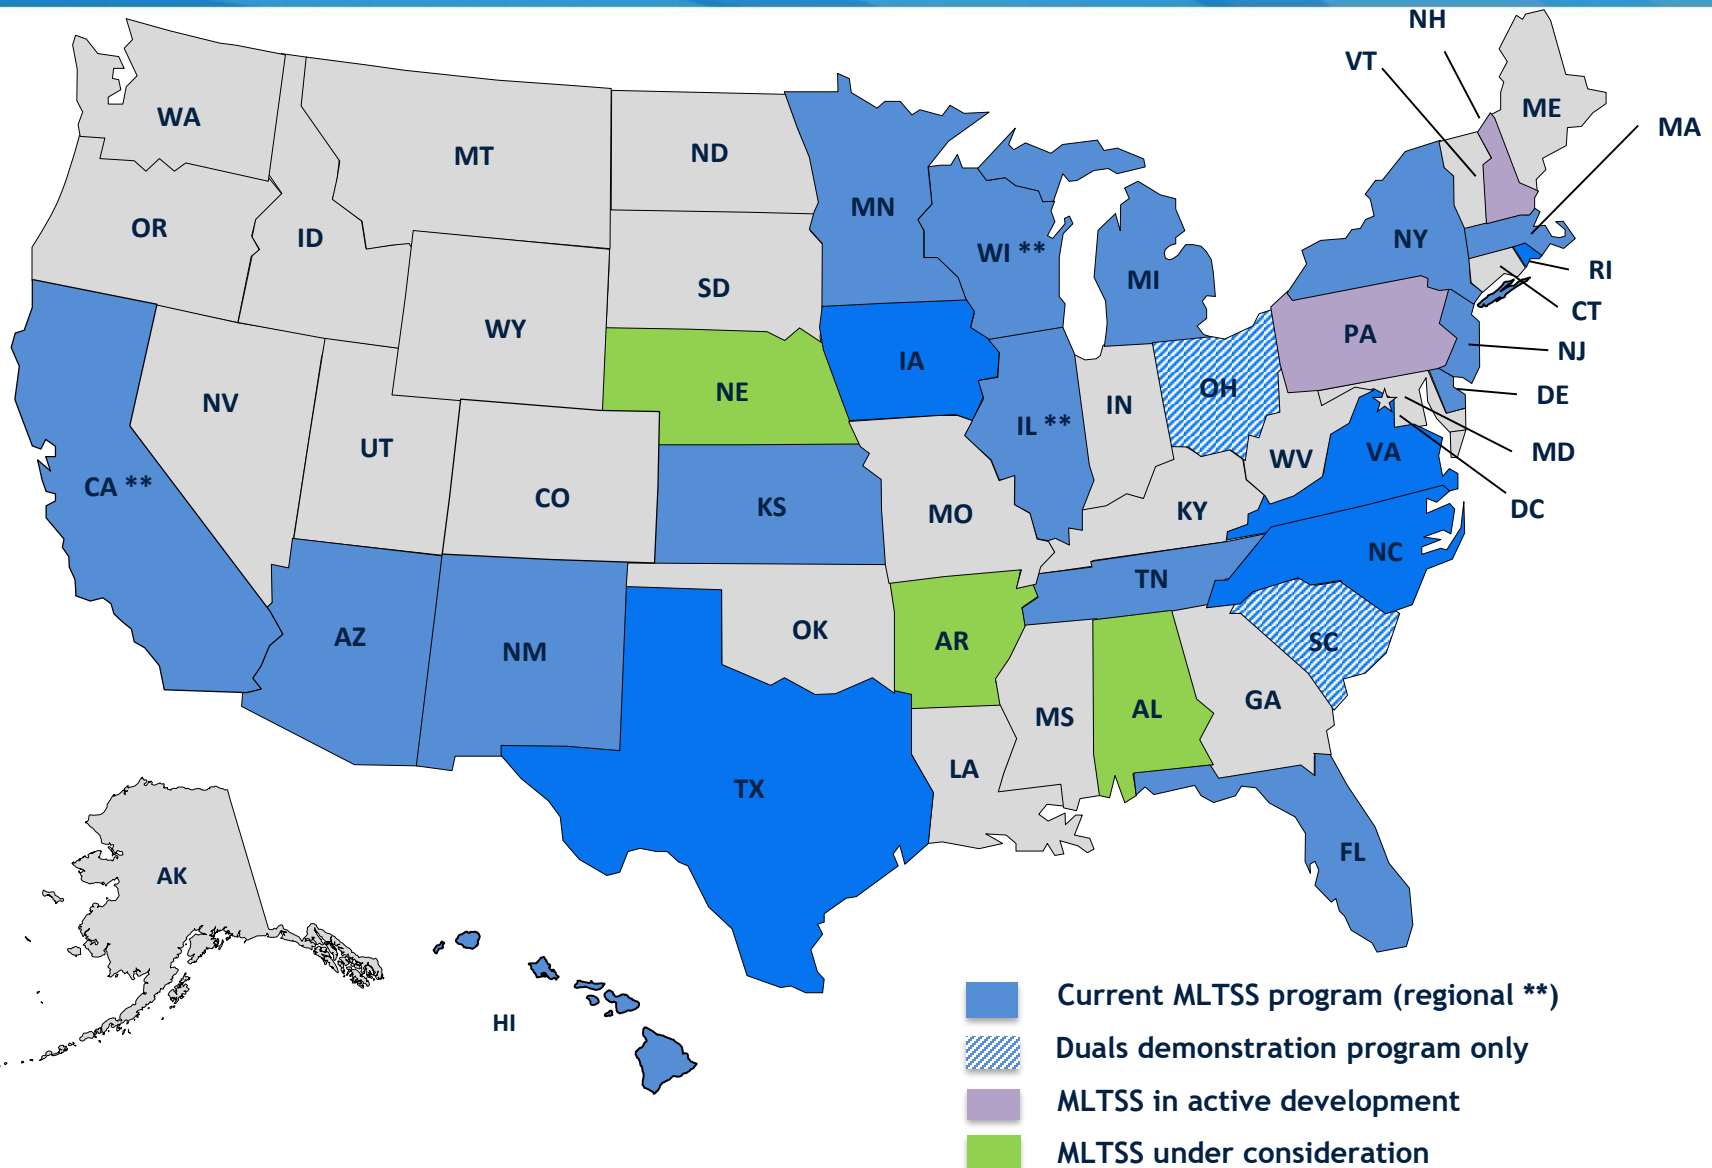 NH
VT
ME
WA
MA
MT
ND
MN
OR
ID
NY
WI **
RI
MI
SD
CT
WY
PA
NJ
IA
OH
NE
DE
NV
IN
IL **
UT
VA
MD
WV
CA **
CO
KS
DC
MO
KY
NC
TN
AZ
OK
AR
SC
NM
GA
MS
AL
LA
TX
FL
AK
HI
Current MLTSS program (regional **)
Duals demonstration program only
MLTSS in active development
MLTSS under consideration